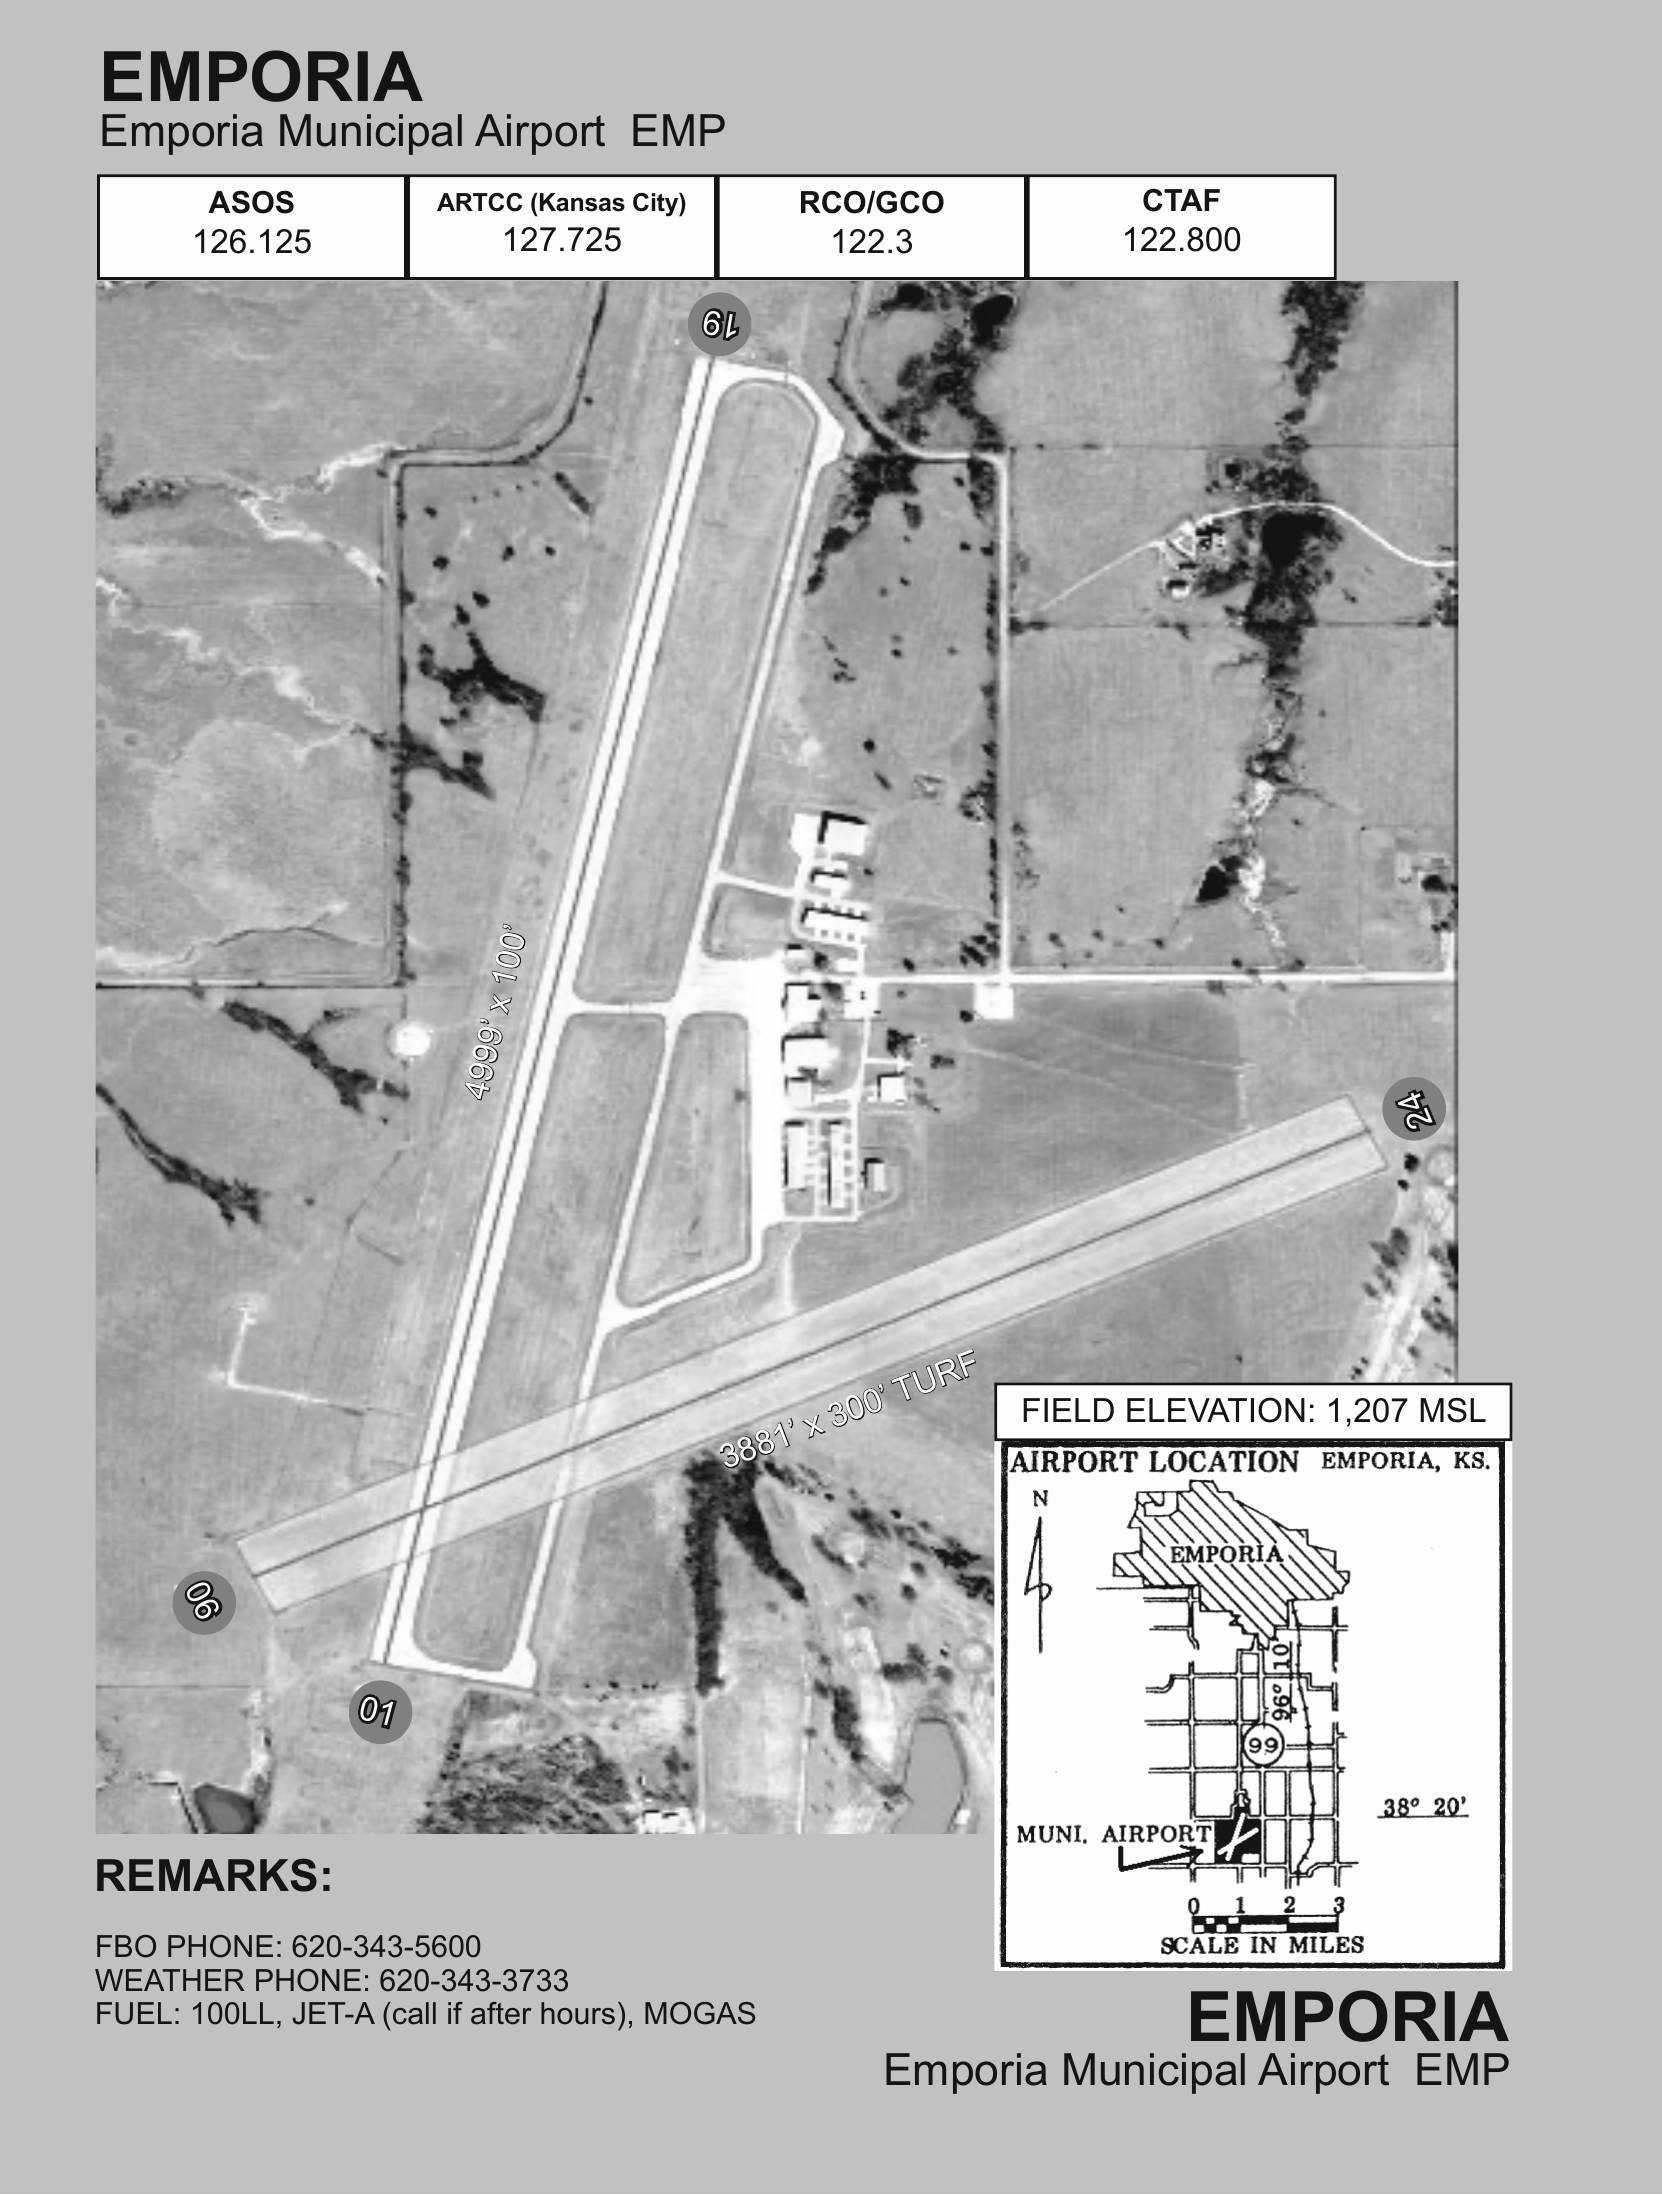 EMPORIA
Emporia Municipal Airport EMP
ASOS
126.125
ARTCC (Kansas City)
127.725
RCO/GCO
122.3
CTAF
122.800
19
4999' x 100'
24
3881' x 300' TURF
06
01
FIELD ELEVATION: 1,207 MSL
AIRPORT LOCATION EMPORIA, KS.
N
EMPORIA
96° 10'
99
38° 20'
MUNI. AIRPORT
0 1 2 3
SCALE IN MILES
REMARKS:
FBO PHONE: 620-343-5600
WEATHER PHONE: 620-343-3733
FUEL: 100LL, JET-A (call if after hours), MOGAS
EMPORIA
Emporia Municipal Airport EMP